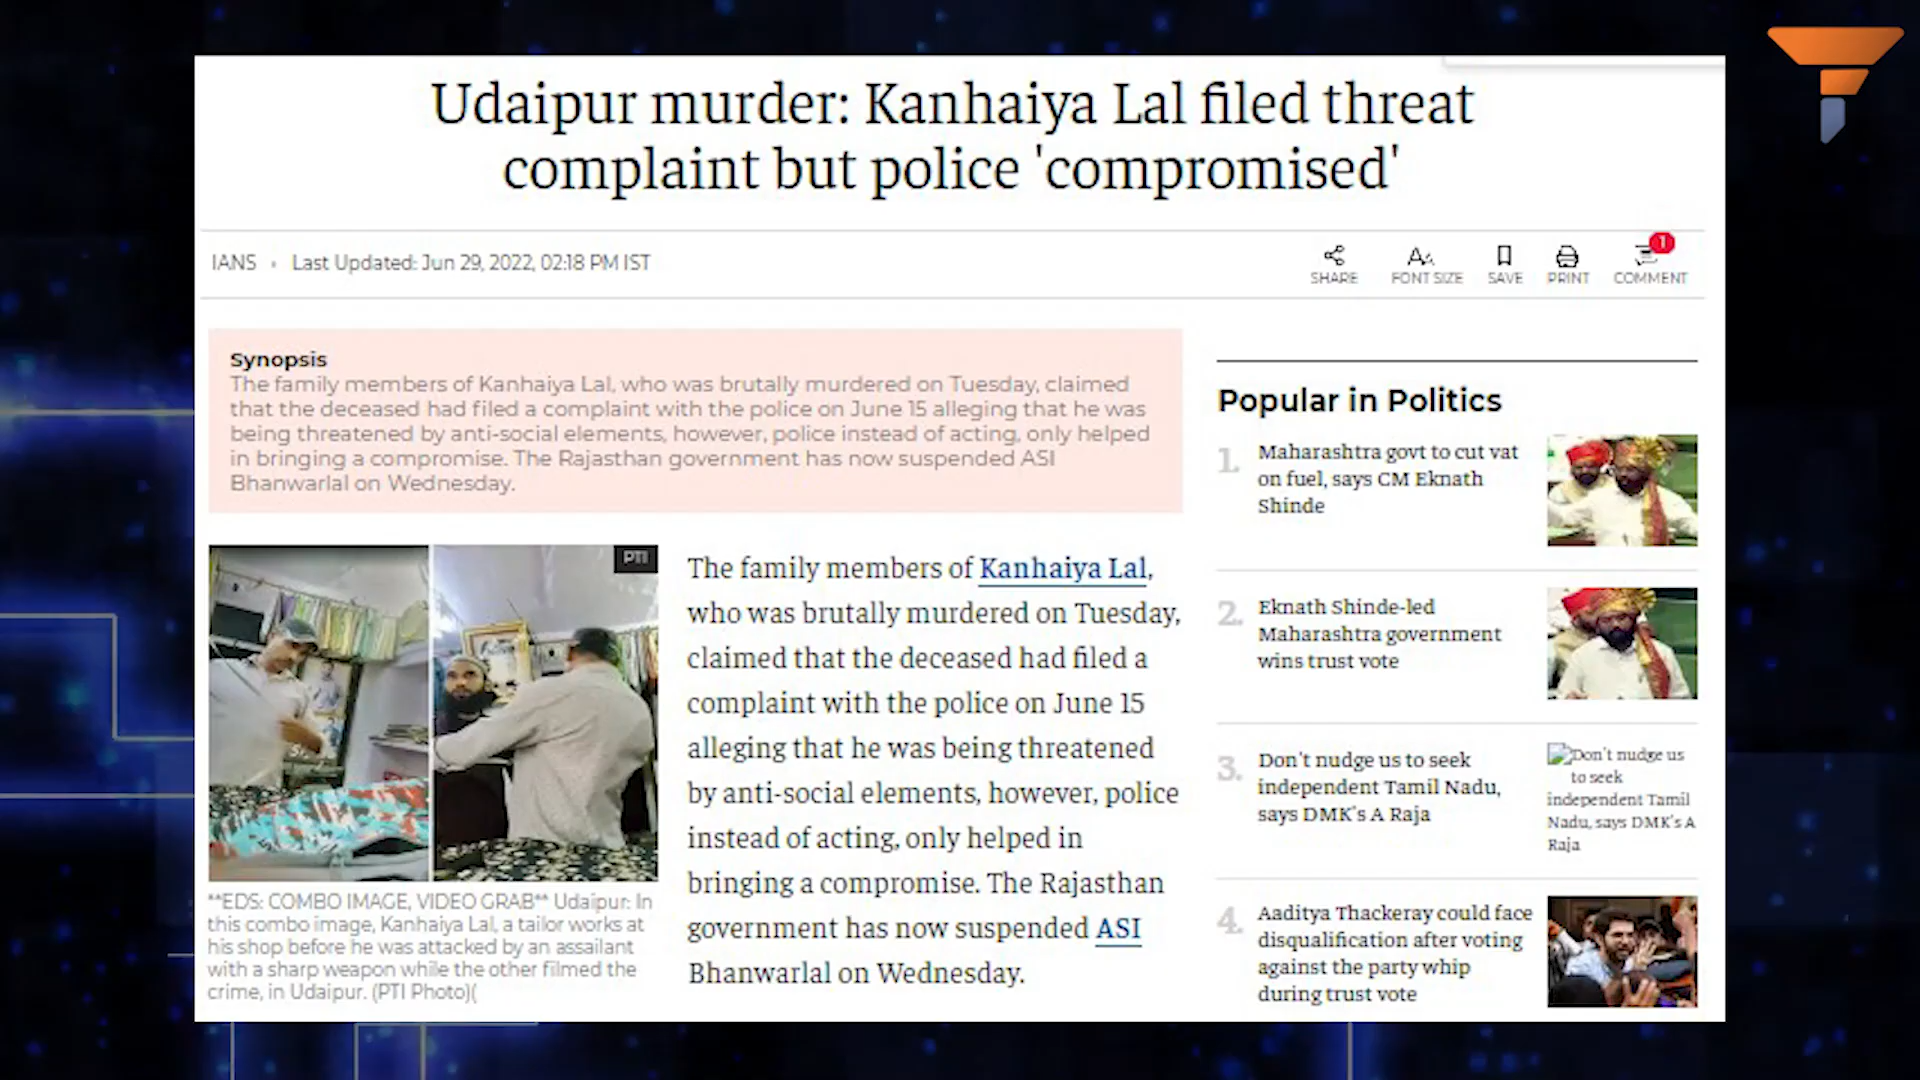 Udaipur murder: Kanhaiya Lal filed threat
complaint but police 'compromised'
IANS • Last Updated: Jun 29, 2022, 02:18 PM IST
SHARE
FONT SIZE
SAVE
PRINT
1
COMMENT
Synopsis
The family members of Kanhaiya Lal, who was brutally murdered on Tuesday, claimed
that the deceased had filed a complaint with the police on June 15 alleging that he was
being threatened by anti-social elements, however, police instead of acting, only helped
in bringing a compromise. The Rajasthan government has now suspended ASI
Bhanwarlal on Wednesday.
PTI
**EDS: COMBO IMAGE, VIDEO GRAB** Udaipur: In
this combo image, Kanhaiya Lal, a tailor works at
his shop before he was attacked by an assailant
with a sharp weapon while the other filmed the
crime, in Udaipur. (PTI Photo)(
The family members of Kanhaiya Lal,
who was brutally murdered on Tuesday,
claimed that the deceased had filed a
complaint with the police on June 15
alleging that he was being threatened
by anti-social elements, however, police
instead of acting, only helped in
bringing a compromise. The Rajasthan
government has now suspended ASI
Bhanwarlal on Wednesday.
Popular in Politics
1.
Maharashtra govt to cut vat
on fuel, says CM Eknath
Shinde
2.
Eknath Shinde-led
Maharashtra government
wins trust vote
3.
Don't nudge us to seek
independent Tamil Nadu,
says DMK's A Raja
Don't nudge us
to seek
independent Tamil
Nadu, says DMK's A
Raja
4.
Aaditya Thackeray could face
disqualification after voting
against the party whip
during trust vote